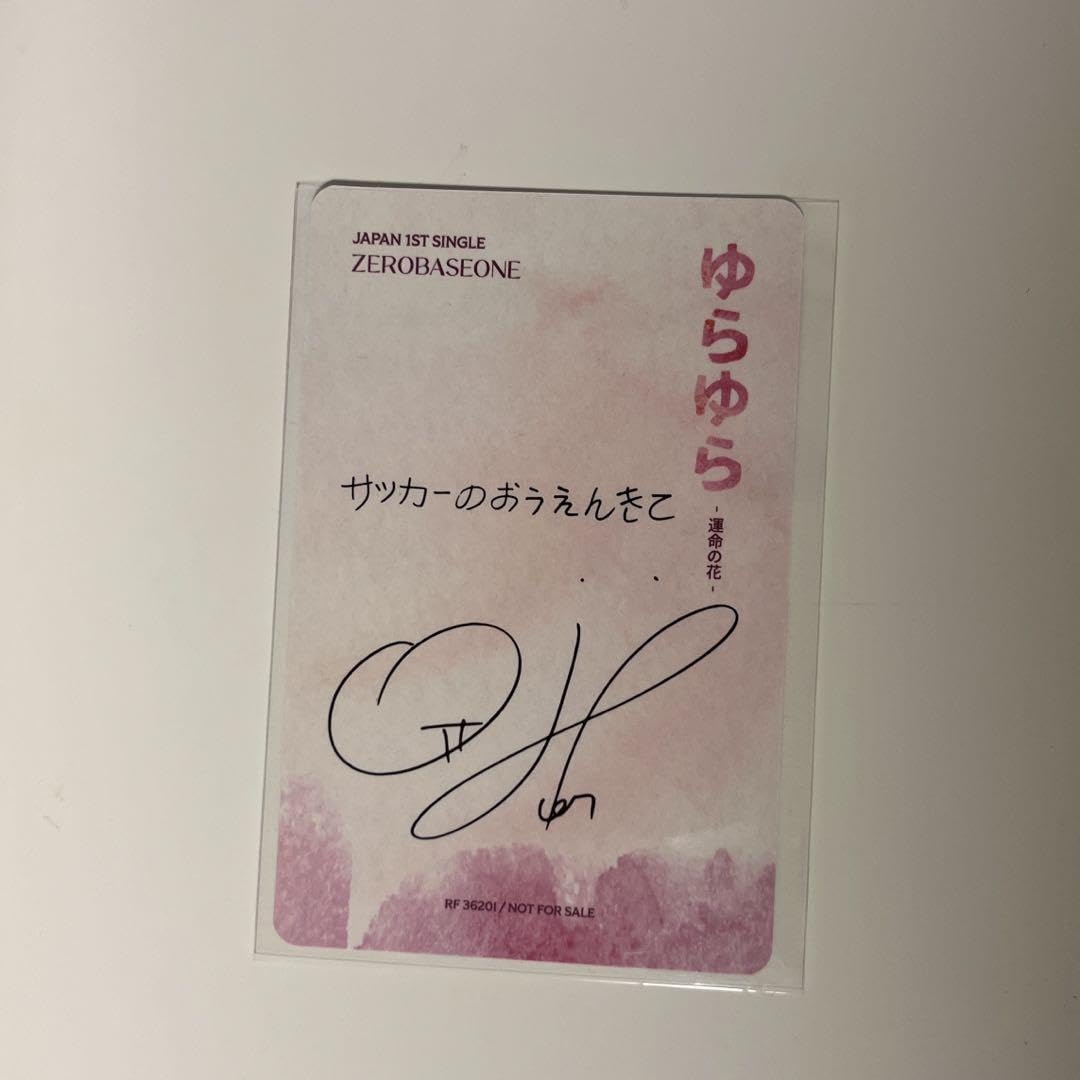 JAPAN 1ST SINGLE
ZEROBASEONE
ゆらゆら
- 運命の花 -
サッカーのおうえんきて
RF 36201 / NOT FOR SALE